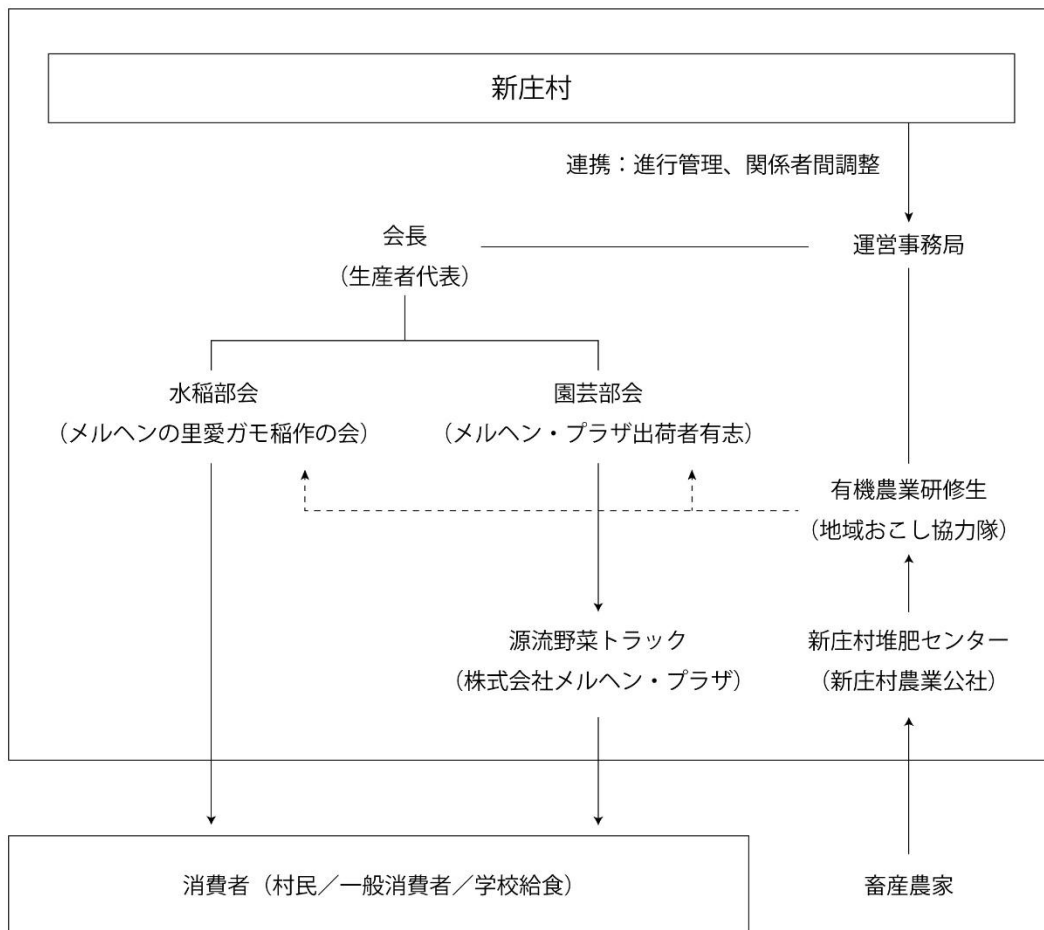 新庄村
連携：進行管理、関係者間調整
会長
（生産者代表）
運営事務局
水稲部会
（メルヘンの里愛ガモ稲作の会）
園芸部会
（メルヘン・プラザ出荷者有志）
有機農業研修生
（地域おこし協力隊）
源流野菜トラック
（株式会社メルヘン・プラザ）
新庄村堆肥センター
（新庄村農業公社）
消費者（村民／一般消費者／学校給食）
畜産農家